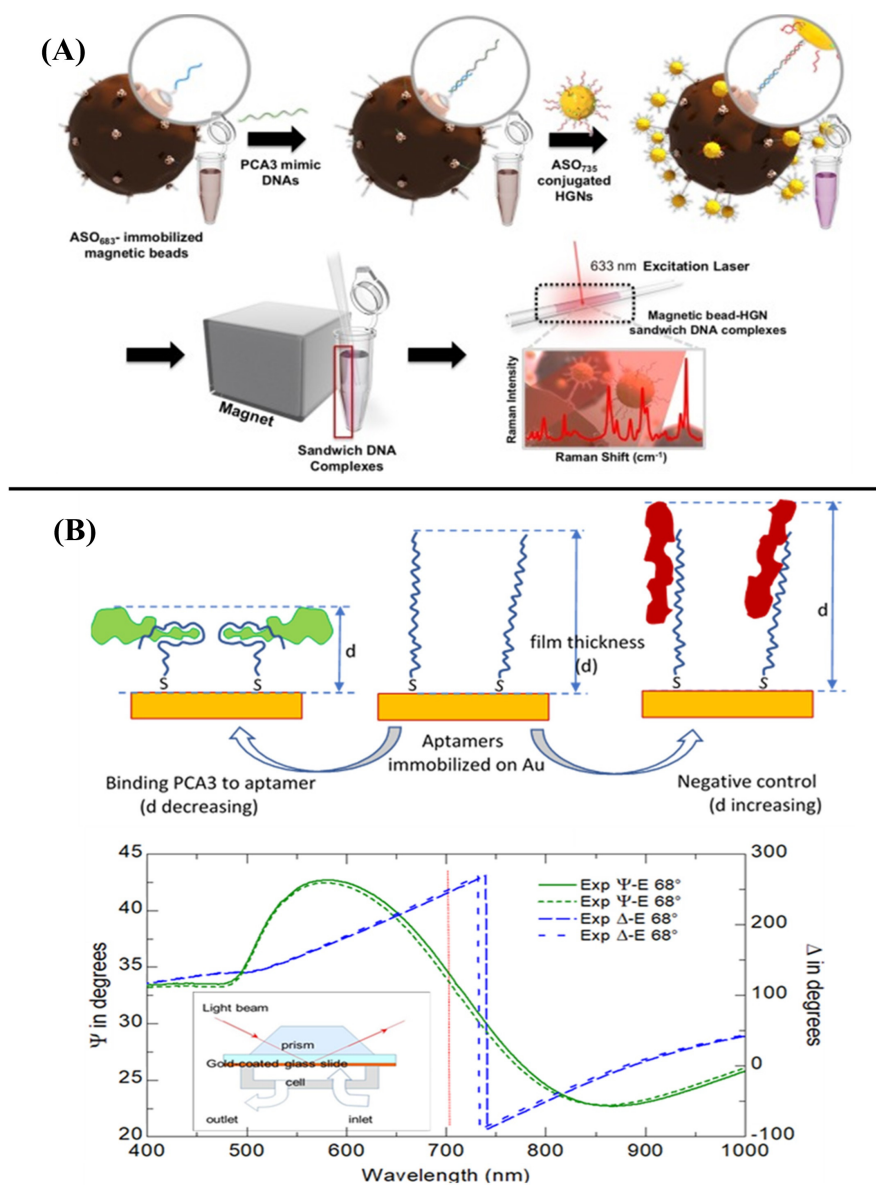 (A)
PCA3 mimic
DNAs
ASO₇₃₅
conjugated
HGNs
ASO₆₈₃- immobilized
magnetic beads
633 nm Excitation Laser
Magnetic bead-HGN
sandwich DNA complexes
Magnet
Raman Intensity
Sandwich DNA
Complexes
Raman Shift (cm⁻¹)
(B)
d
film thickness
(d)
d
S
S
S
S
S
S
Binding PCA3 to aptamer
(d decreasing)
Aptamers
immobilized on Au
Negative control
(d increasing)
45
40
35
33
25
20
Ψ in degrees
300
200
100
0
-100
Δ in degrees
Exp Ψ-E 68°
Exp Ψ-E 68°
Exp Δ-E 68°
Exp Δ-E 68°
Light beam
prism
Gold-coated glass slide
cell
outlet
inlet
400
500
600
700
800
900
1000
Wavelength (nm)